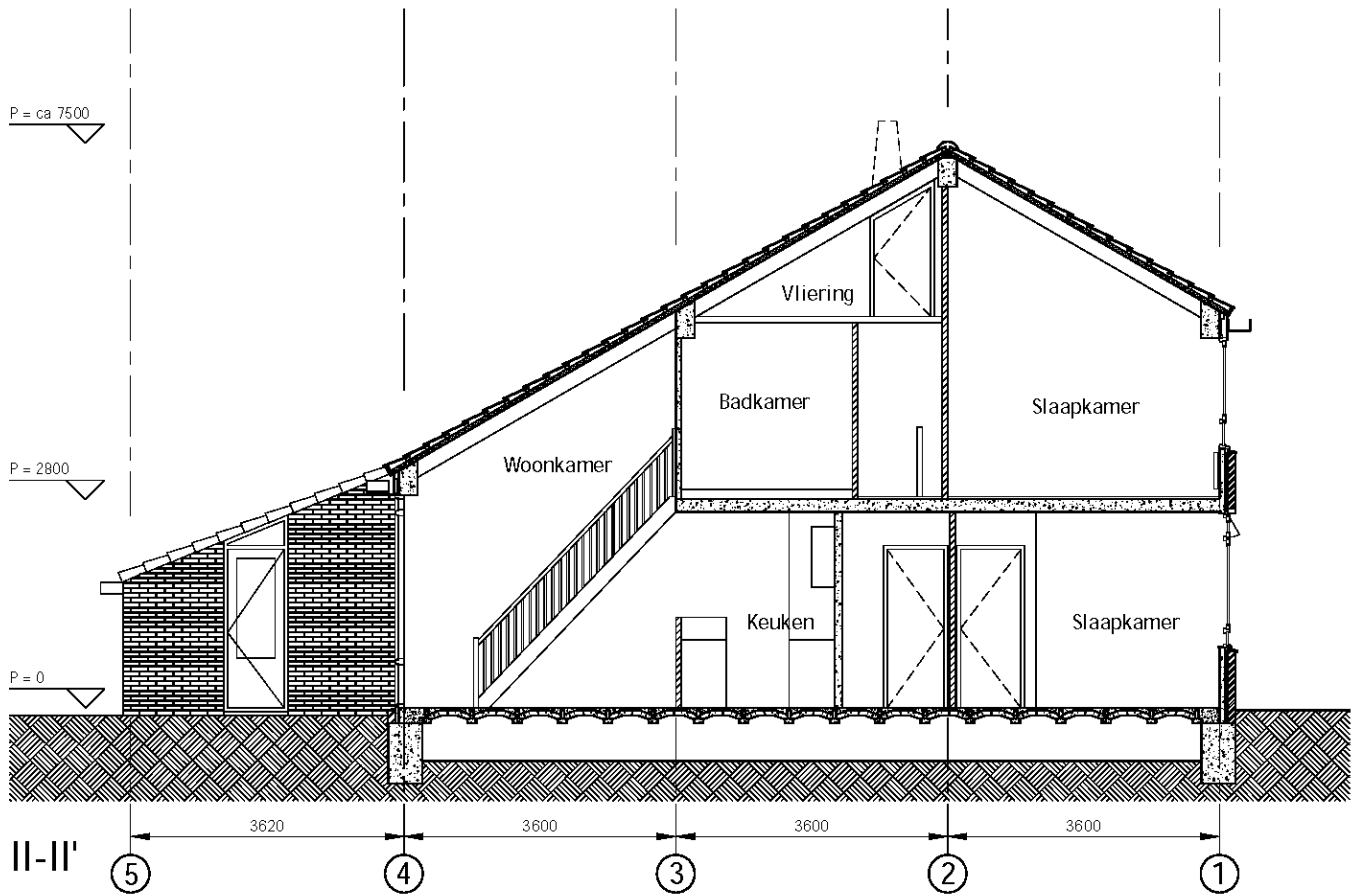 P = ca 7500
Vliering
Badkamer
Slaapkamer
Woonkamer
P = 2800
Keuken
Slaapkamer
P = 0
3620
3600
3600
3600
II-II'
5
4
3
2
1